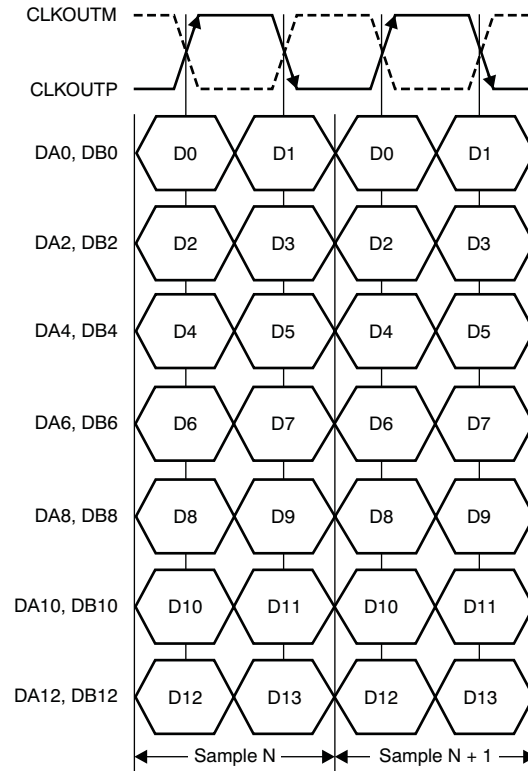 CLKOUTM
CLKOUTP
DA0, DB0 D0 D1 D0 D1
DA2, DB2 D2 D3 D2 D3
DA4, DB4 D4 D5 D4 D5
DA6, DB6 D6 D7 D6 D7
DA8, DB8 D8 D9 D8 D9
DA10, DB10 D10 D11 D10 D11
DA12, DB12 D12 D13 D12 D13
Sample N Sample N + 1